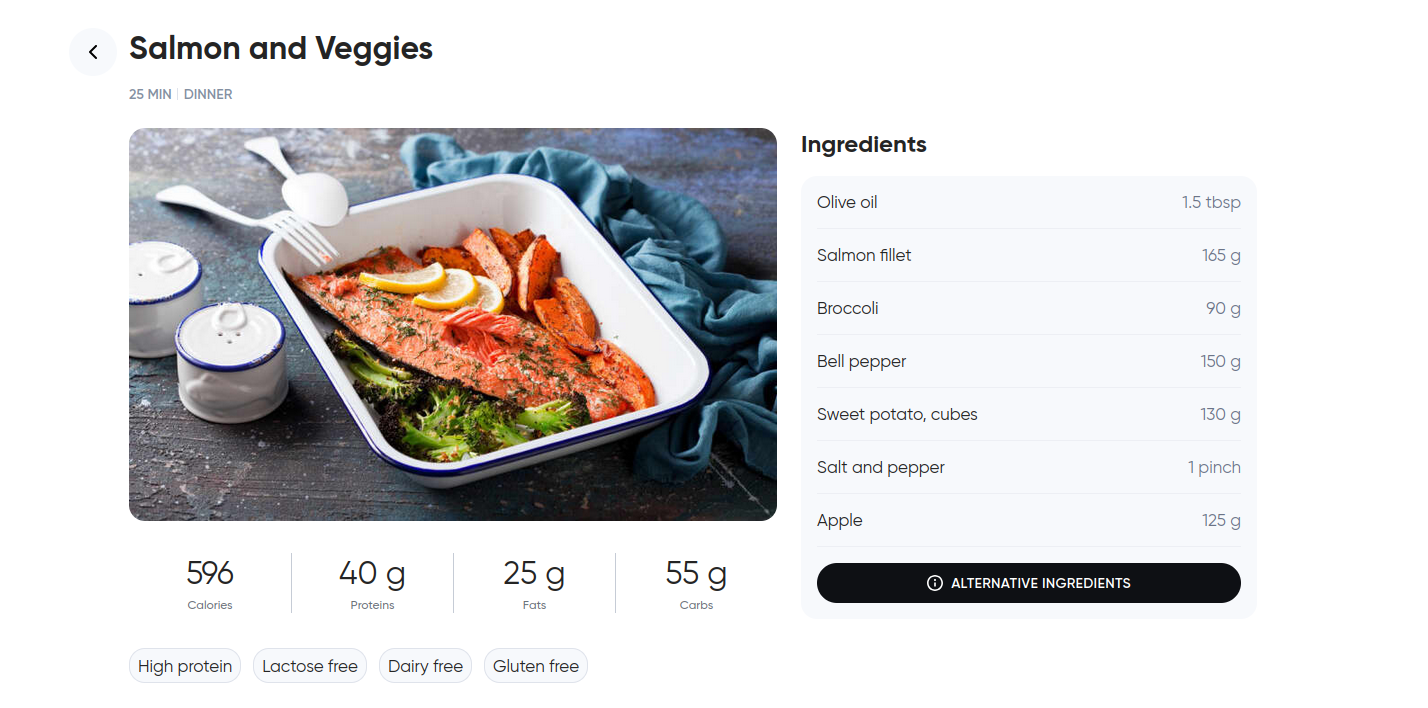 Salmon and Veggies
25 MIN | DINNER
Ingredients
Olive oil 1.5 tbsp
Salmon fillet 165 g
Broccoli 90 g
Bell pepper 150 g
Sweet potato, cubes 130 g
Salt and pepper 1 pinch
Apple 125 g
ALTERNATIVE INGREDIENTS
596 40 g 25 g 55 g
Calories Proteins Fats Carbs
High protein Lactose free Dairy free Gluten free